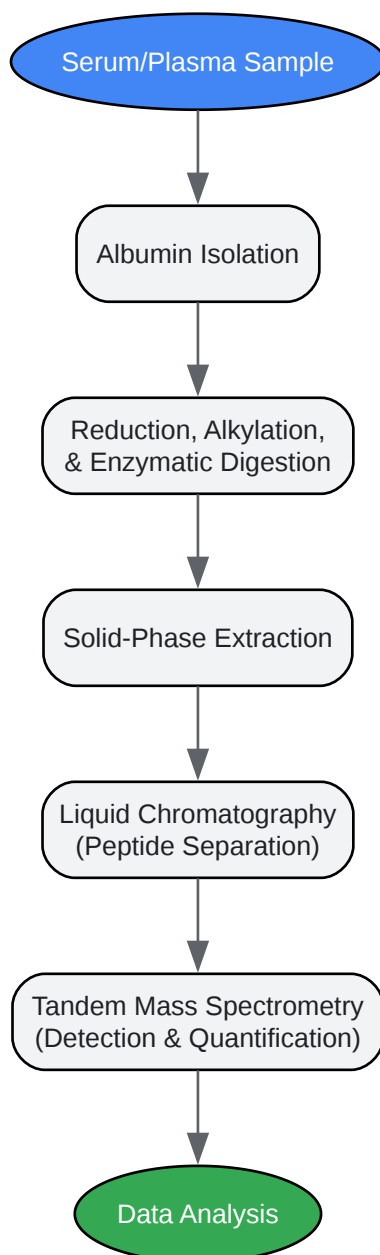 Serum/Plasma Sample
Albumin Isolation
Reduction, Alkylation,
& Enzymatic Digestion
Solid-Phase Extraction
Liquid Chromatography
(Peptide Separation)
Tandem Mass Spectrometry
(Detection & Quantification)
Data Analysis